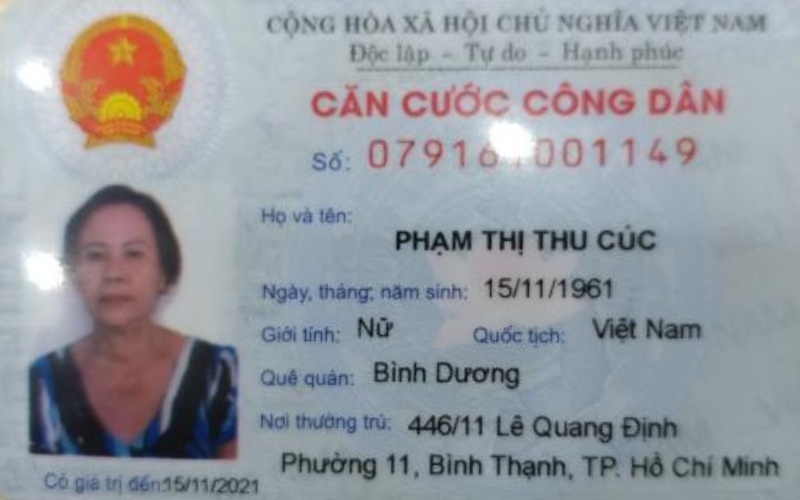 CỘNG HÒA XÃ HỘI CHỦ NGHĨA VIỆT NAM
Độc lập - Tự do - Hạnh phúc
CĂN CƯỚC CÔNG DÂN
Số:
Họ và tên:
PHẠM THỊ THU CÚC
Ngày, tháng, năm sinh: 15/11/1961
Giới tính: Nữ Quốc tịch: Việt Nam
Quê quán: Bình Dương
Nơi thường trú: 446/11 Lê Quang Định
Phường 11, Bình Thạnh, TP. Hồ Chí Minh
Có giá trị đến:15/11/2021